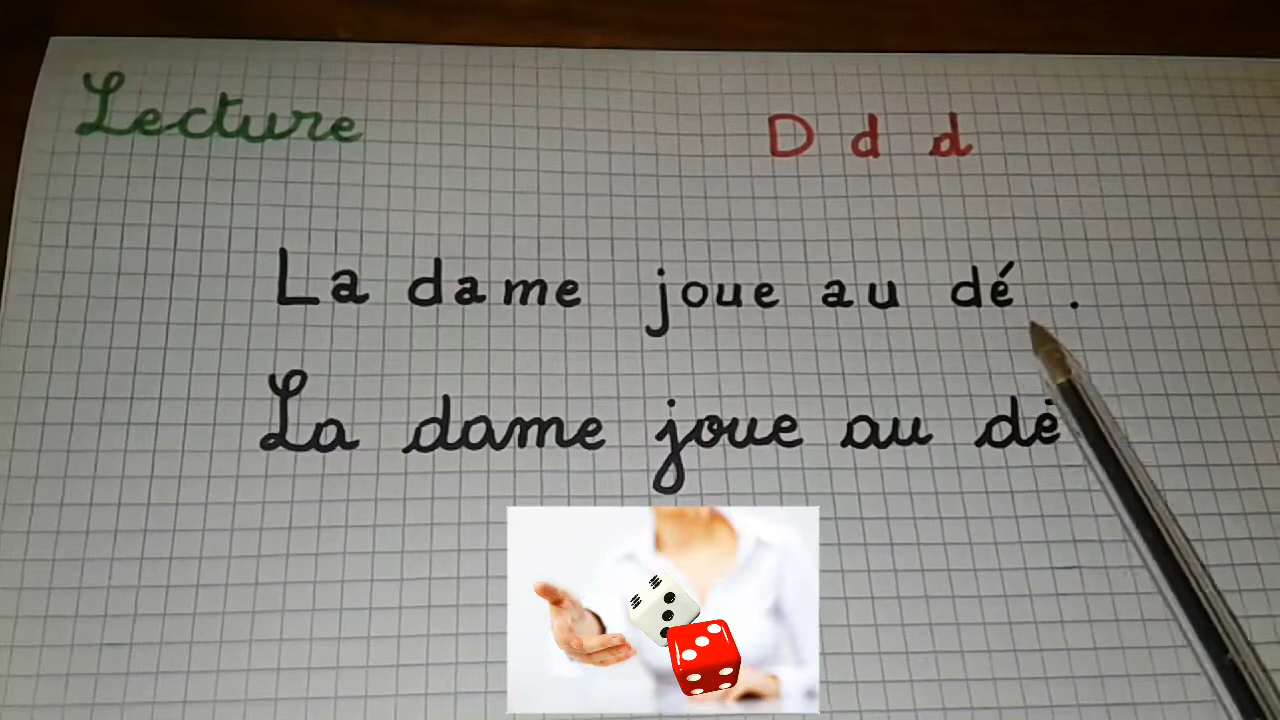 Lecture
D d d
La dame joue au dé .
La dame joue au dé